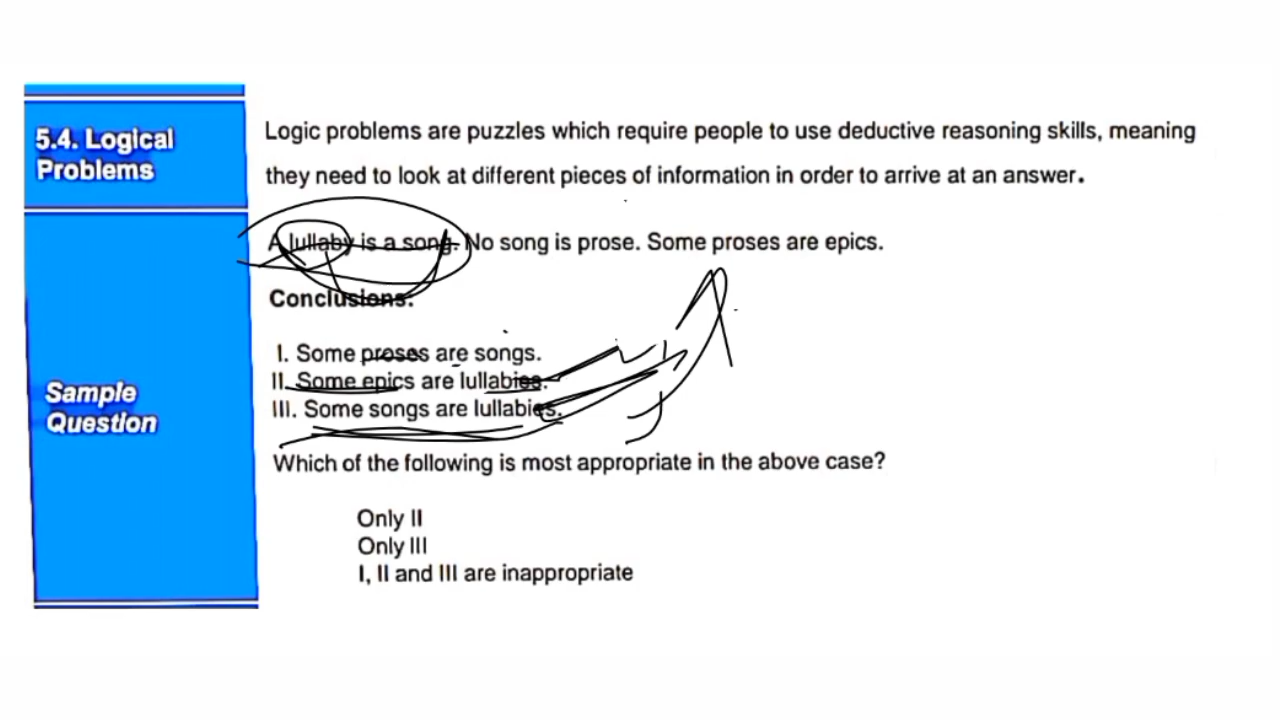 5.4. Logical
Problems
Logic problems are puzzles which require people to use deductive reasoning skills, meaning
they need to look at different pieces of information in order to arrive at an answer.
Sample
Question
A lullaby is a song. No song is prose. Some proses are epics.
Conclusions:
I. Some proses are songs.
II. Some epics are lullabies.
III. Some songs are lullabies.
Which of the following is most appropriate in the above case?
Only II
Only III
I, II and III are inappropriate